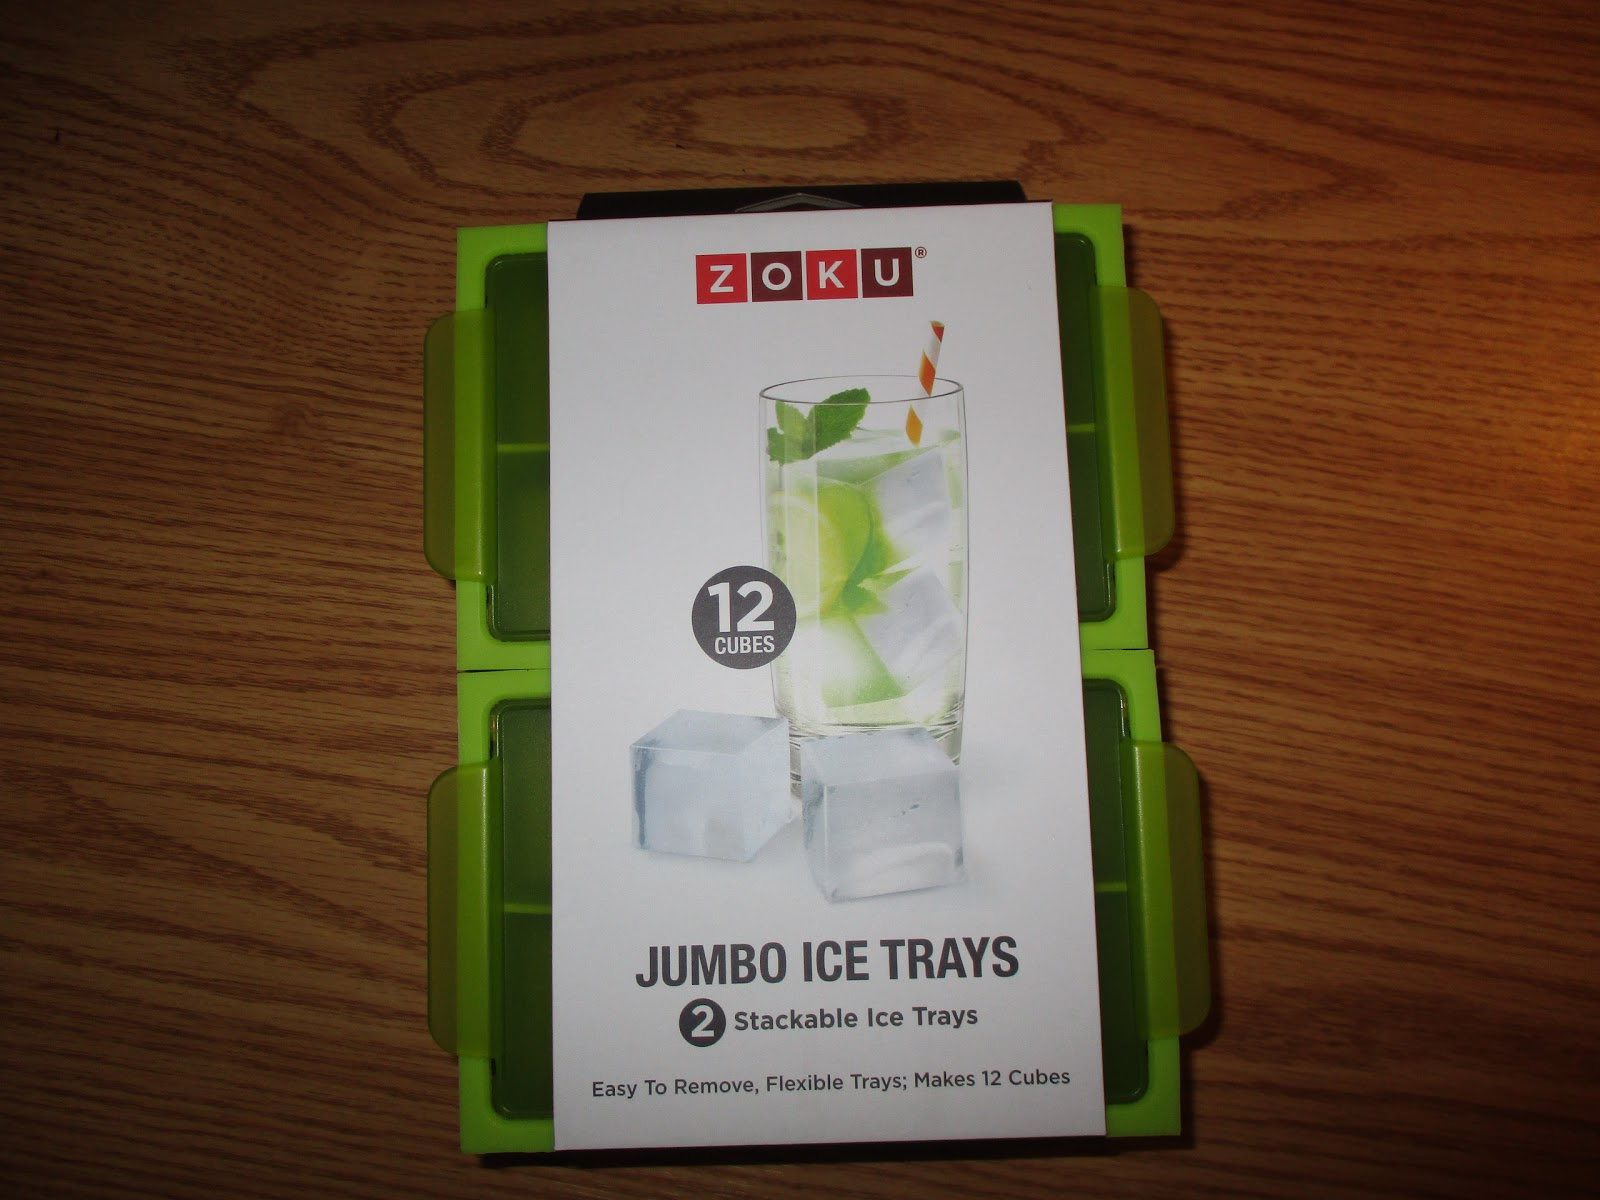 ZOKU®
12
CUBES
JUMBO ICE TRAYS
2 Stackable Ice Trays
Easy To Remove, Flexible Trays; Makes 12 Cubes